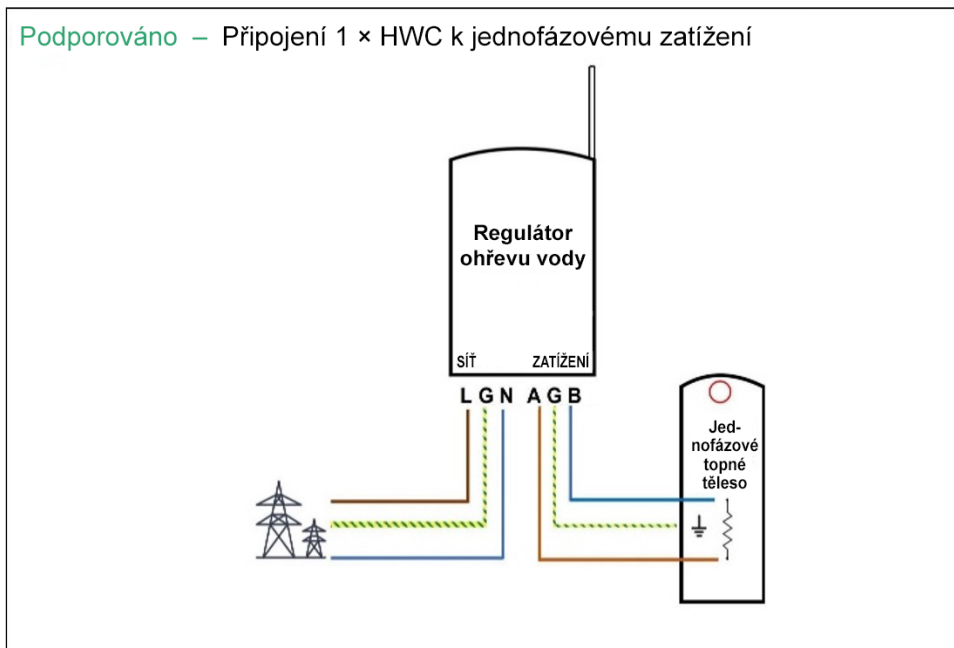 Podporováno – Připojení 1 × HWC k jednofázovému zatížení
Regulátor
ohřevu vody
SÍŤ ZATÍŽENÍ
L G N A G B
Jed-
nofázové
topné
těleso